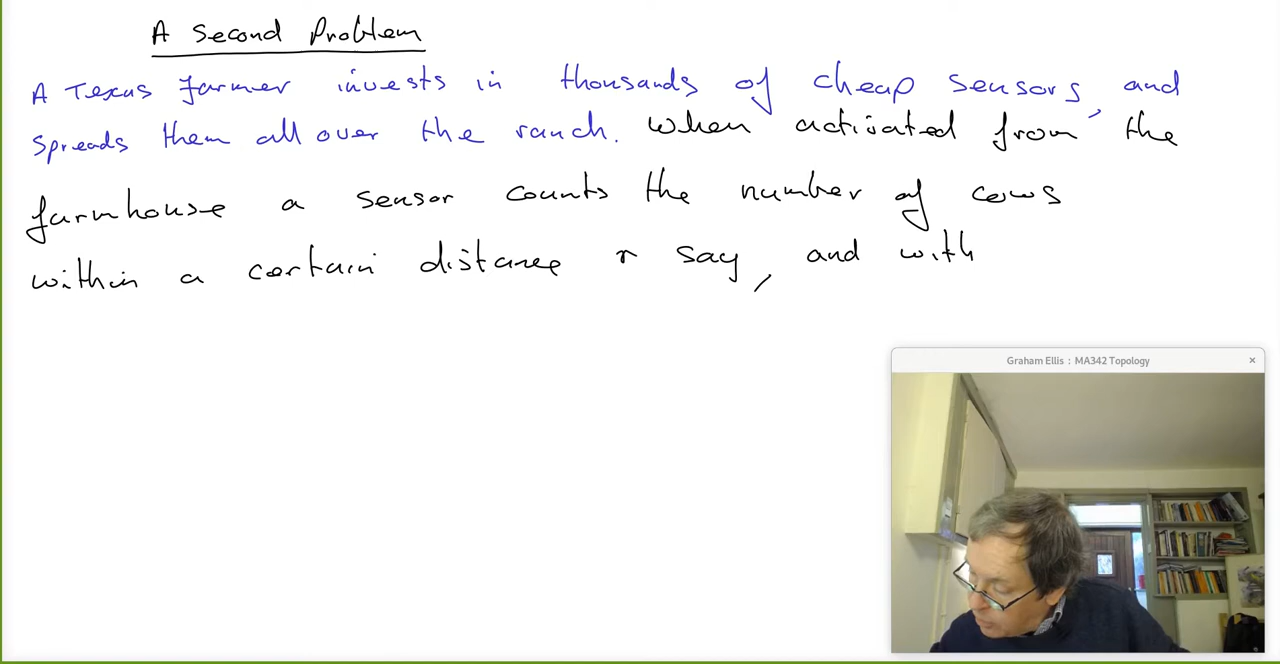 A Second Problem
A Texas farmer invests in thousands of cheap sensors, and
spreads them all over the ranch. When activated from the
farmhouse a sensor counts the number of cows
within a certain distance r say, and with
Graham Ellis : MA342 Topology